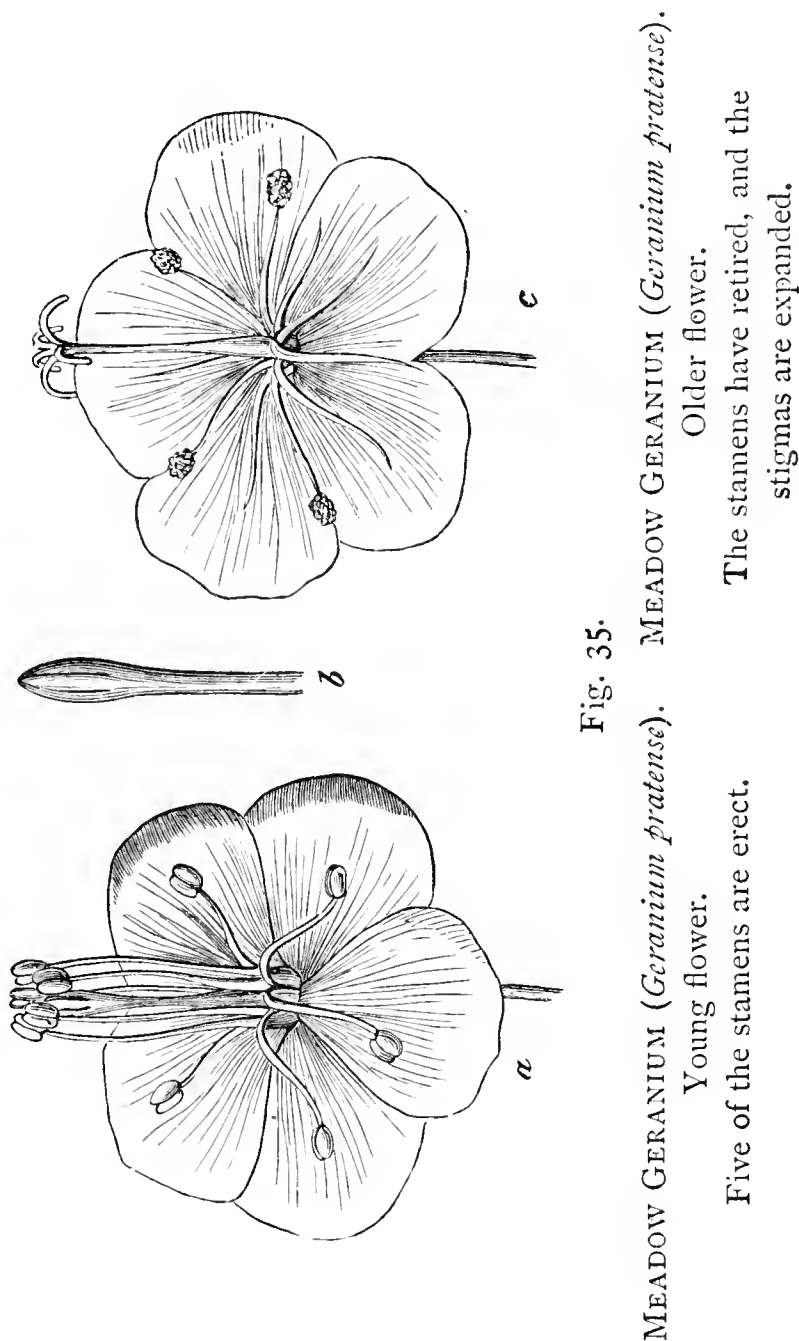 a
b
c
Fig. 35.
MEADOW GERANIUM (Geranium pratense).
Young flower.
Five of the stamens are erect.
MEADOW GERANIUM (Geranium pratense).
Older flower.
The stamens have retired, and the
stigmas are expanded.